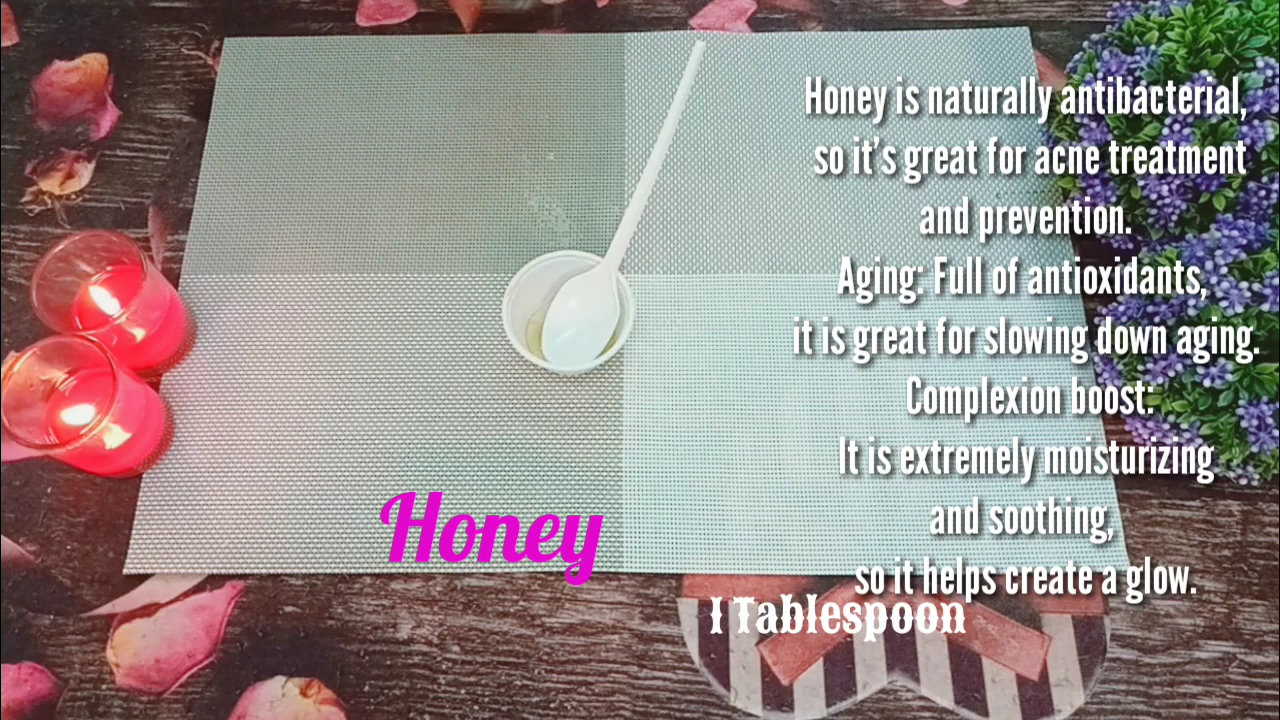 Honey is naturally antibacterial,
so it's great for acne treatment
and prevention.
Aging: Full of antioxidants,
it is great for slowing down aging.
Complexion boost:
It is extremely moisturizing
and soothing,
so it helps create a glow.
Honey
1 Tablespoon